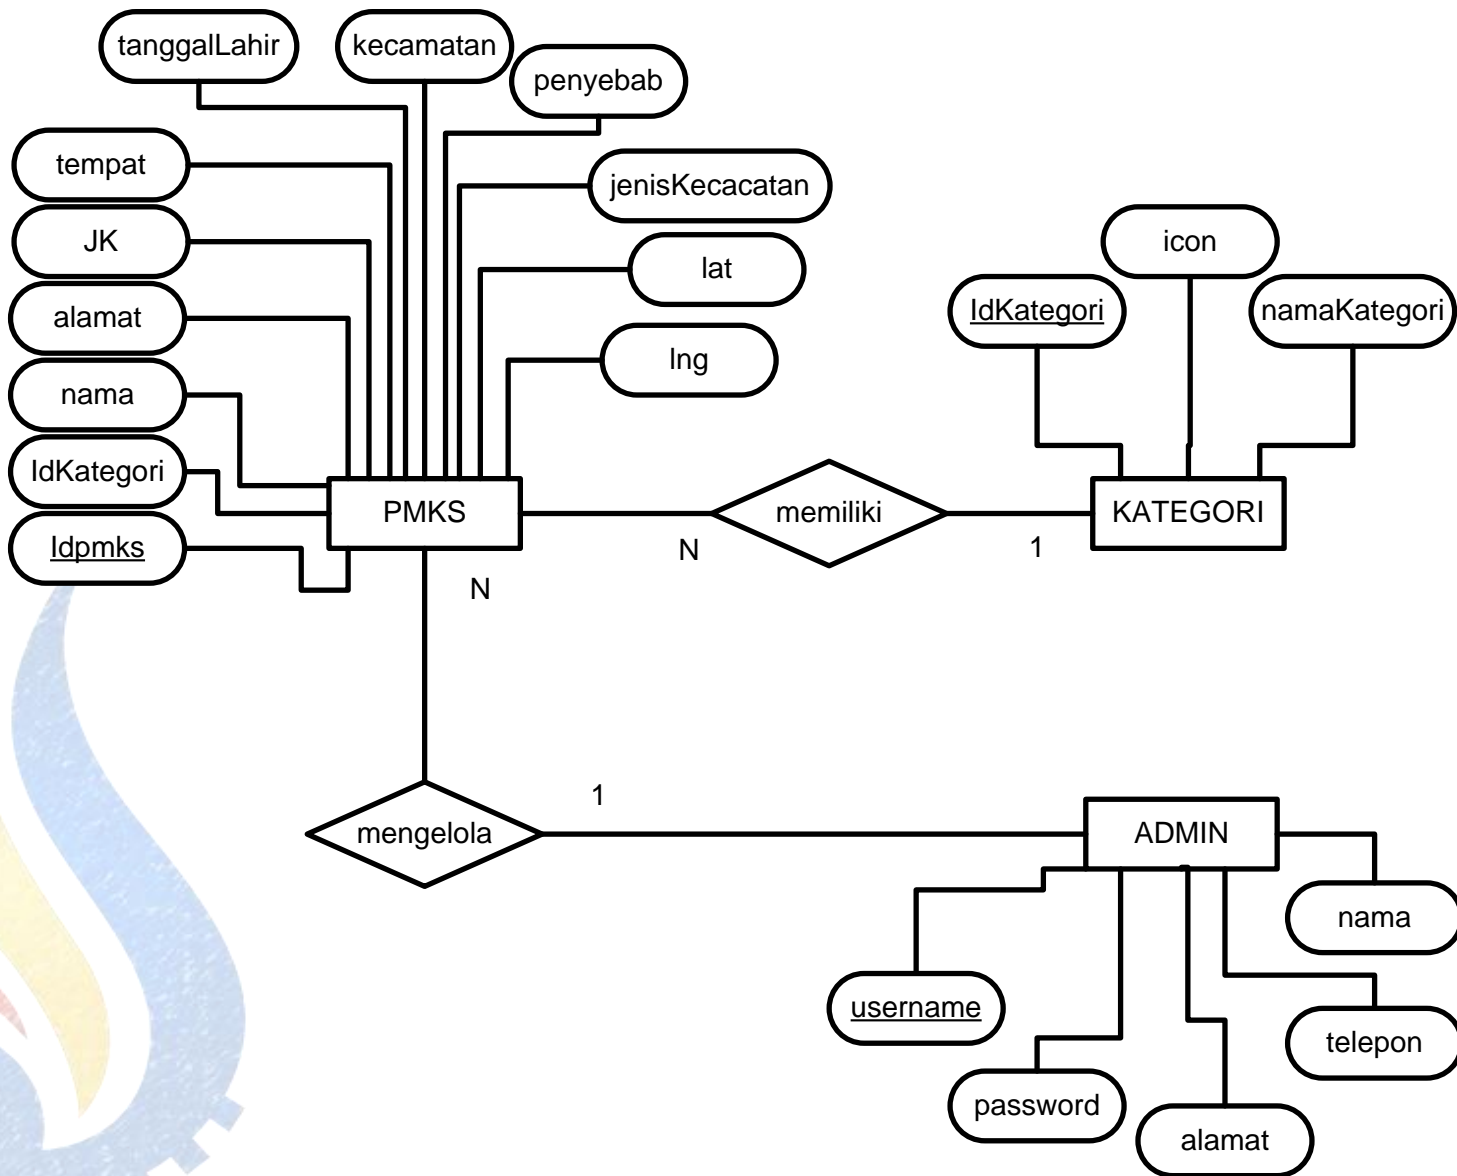 tanggalLahir
kecamatan
penyebab
tempat
jenisKecacatan
JK
icon
lat
alamat
IdKategori
namaKategori
lng
nama
IdKategori
PMKS
memiliki
KATEGORI
Idpmks
N
1
N
1
mengelola
ADMIN
nama
username
telepon
password
alamat